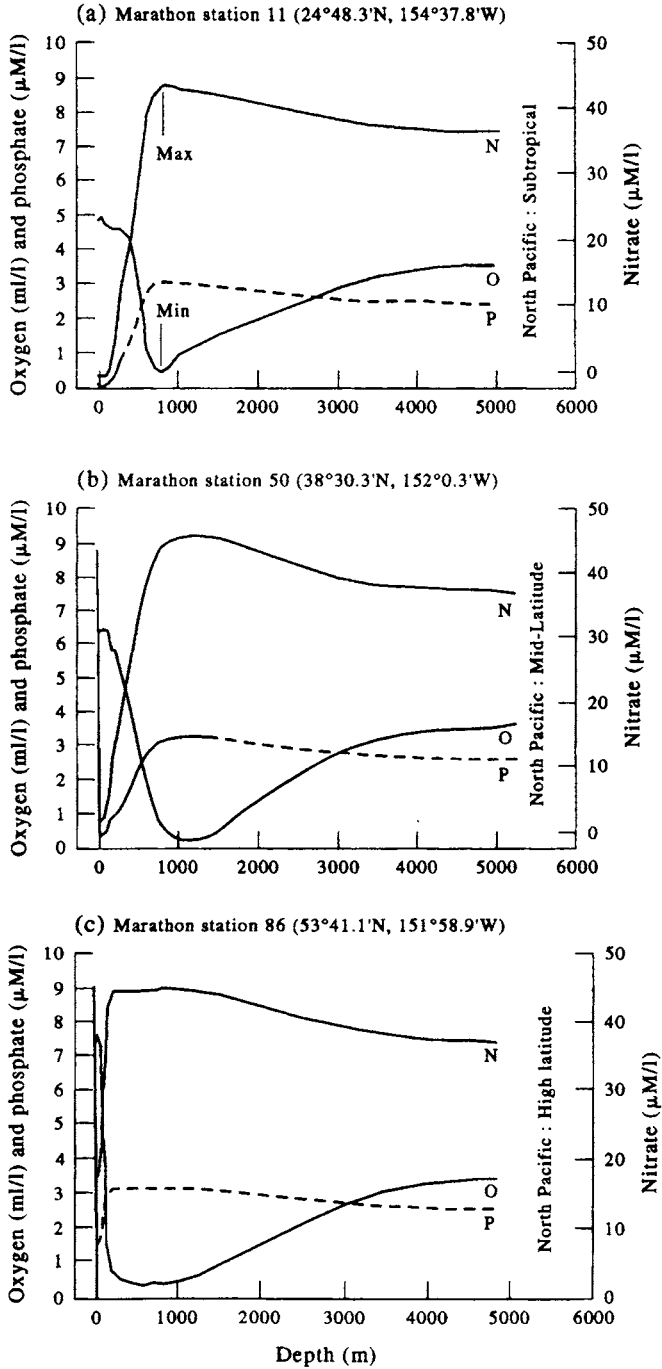 (a) Marathon station 11 (24°48.3'N, 154°37.8'W)
Oxygen (ml/l) and phosphate (μM/l)
9
8
7
6
5
4
3
2
1
0
Max
Min
N
O
P
North Pacific : Subtropical
50
40
30
20
10
0
Nitrate (μM/l)
0 1000 2000 3000 4000 5000 6000
(b) Marathon station 50 (38°30.3'N, 152°0.3'W)
Oxygen (ml/l) and phosphate (μM/l)
10
9
8
7
6
5
4
3
2
1
0
N
O
P
North Pacific : Mid-Latitude
50
40
30
20
10
0
Nitrate (μM/l)
0 1000 2000 3000 4000 5000 6000
(c) Marathon station 86 (53°41.1'N, 151°58.9'W)
Oxygen (ml/l) and phosphate (μM/l)
10
9
8
7
6
5
4
3
2
1
0
N
O
P
North Pacific : High latitude
50
40
30
20
10
0
Nitrate (μM/l)
0 1000 2000 3000 4000 5000 6000
Depth (m)